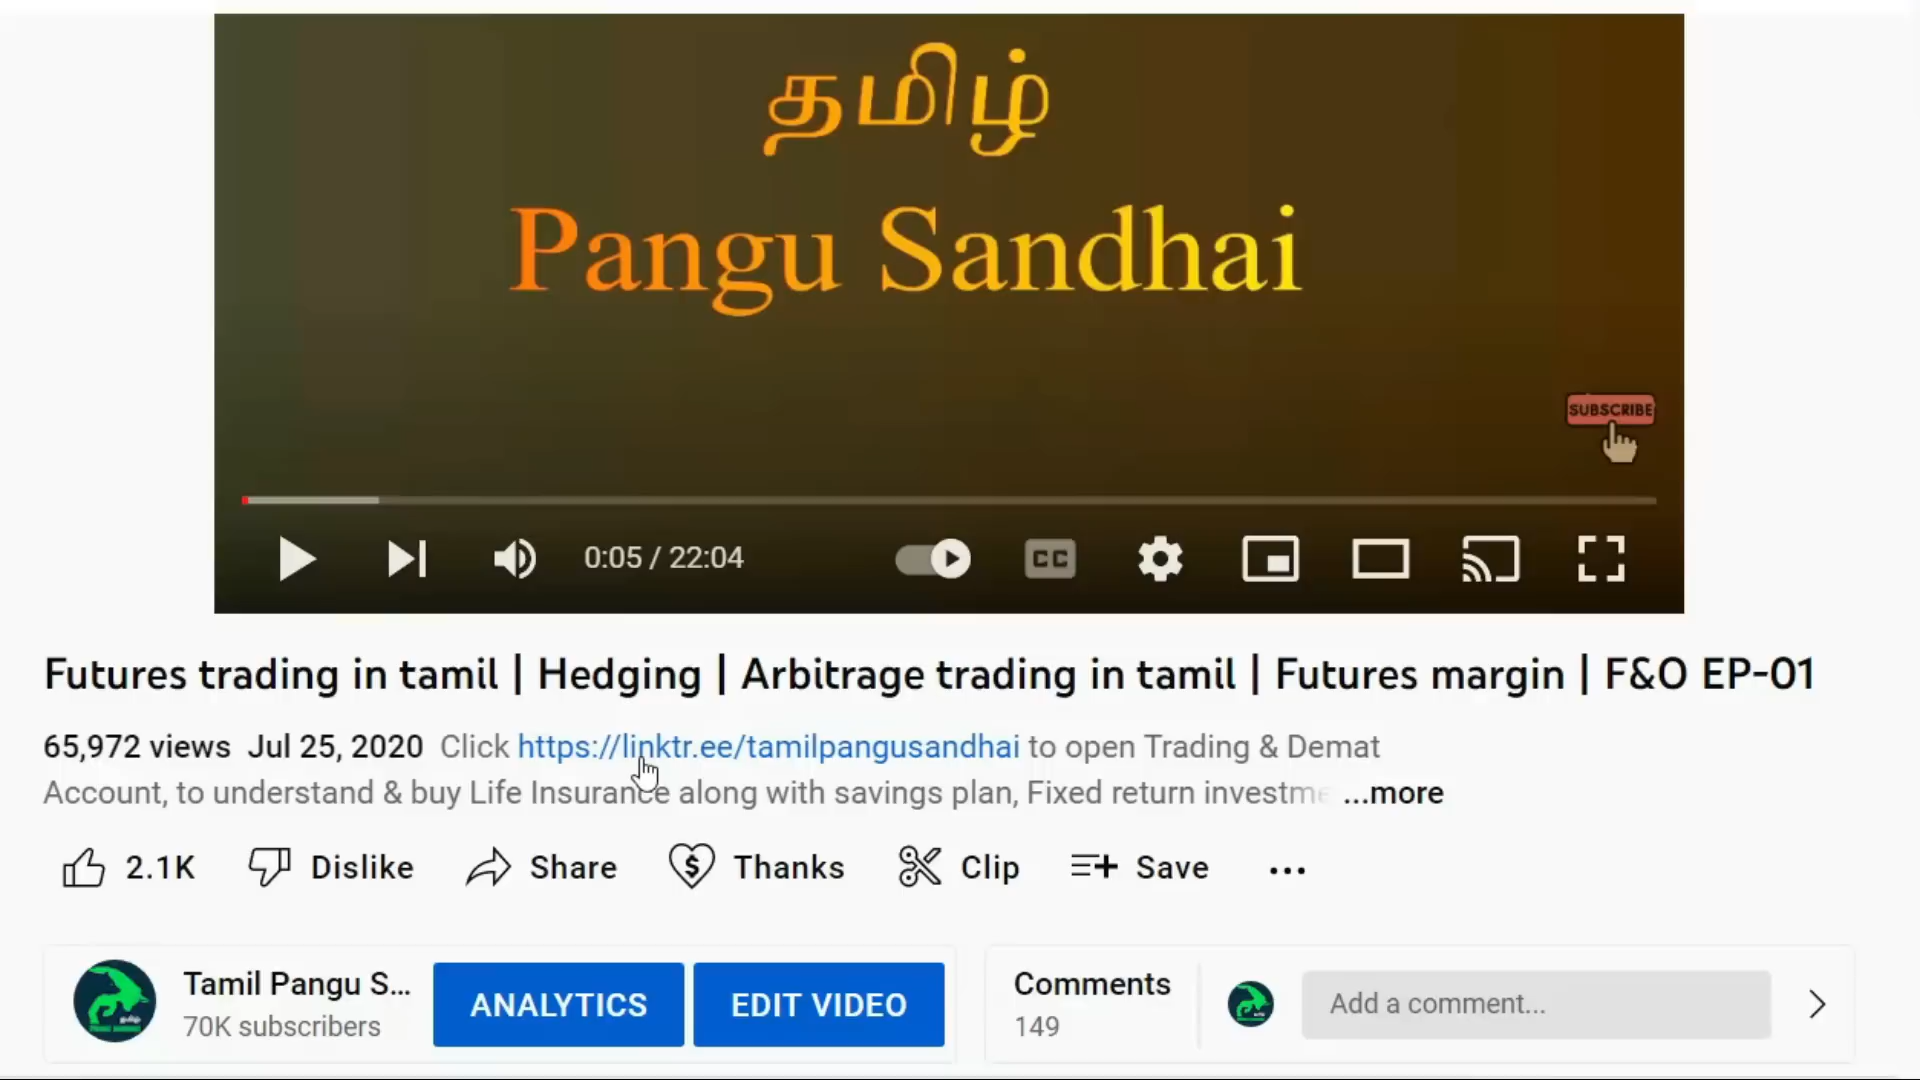 தமிழ்
Pangu Sandhai
SUBSCRIBE
0:05 / 22:04
CC
Futures trading in tamil | Hedging | Arbitrage trading in tamil | Futures margin | F&O EP-01
65,972 views Jul 25, 2020 Click https://linktr.ee/tamilpangusandhai to open Trading & Demat
Account, to understand & buy Life Insurance along with savings plan, Fixed return investme ...more
2.1K Dislike Share $ Thanks Clip Save ...
Tamil Pangu S... ANALYTICS EDIT VIDEO Comments Add a comment...
70K subscribers 149